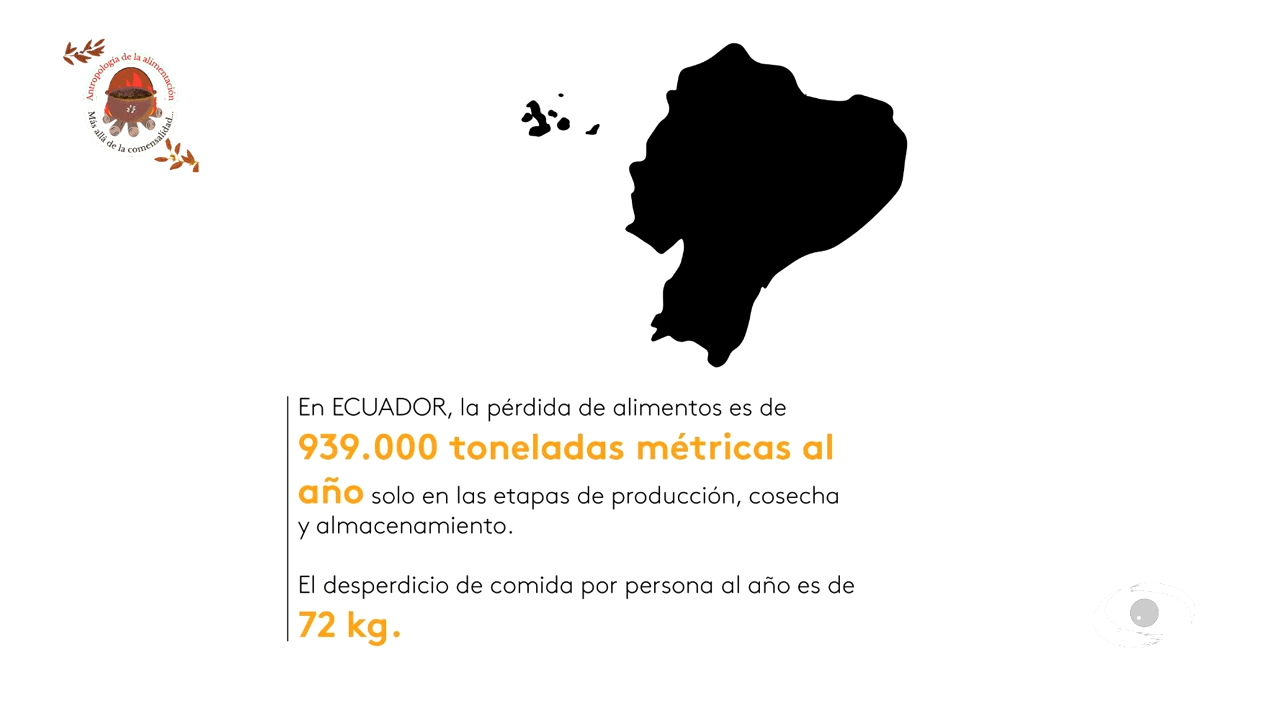 Antropología de la alimentación
Más allá de la comensalidad...
En ECUADOR, la pérdida de alimentos es de
939.000 toneladas métricas al
año solo en las etapas de producción, cosecha
y almacenamiento.
El desperdicio de comida por persona al año es de
72 kg.